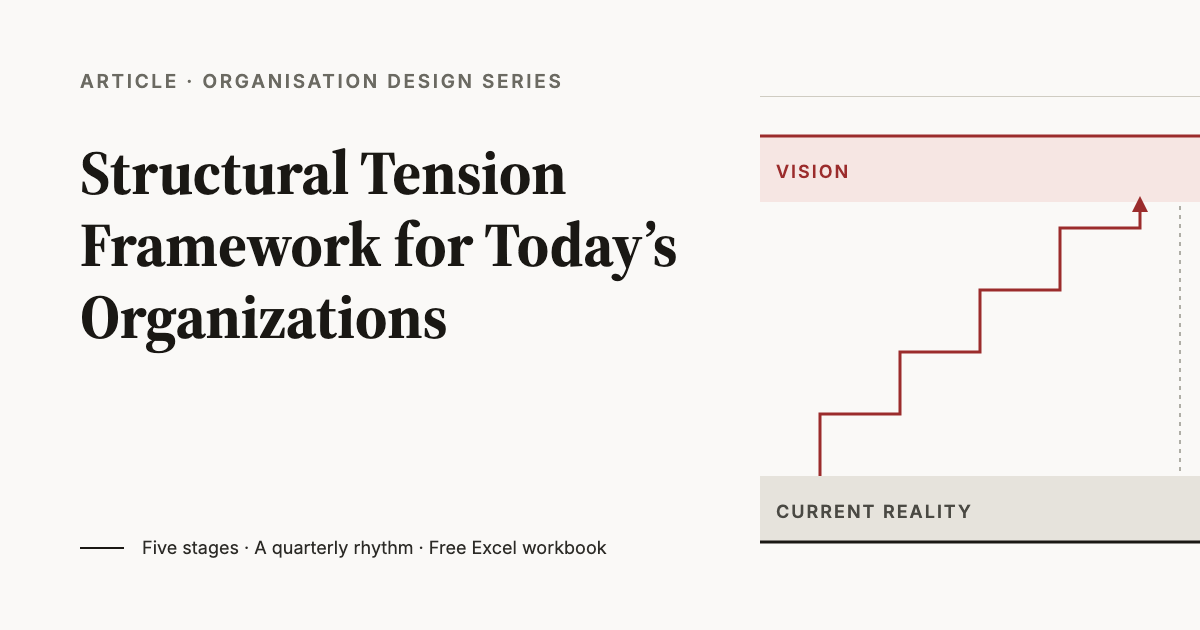 ARTICLE · ORGANISATION DESIGN SERIES
Structural Tension
Framework for Today’s
Organizations
Five stages · A quarterly rhythm · Free Excel workbook
VISION
CURRENT REALITY